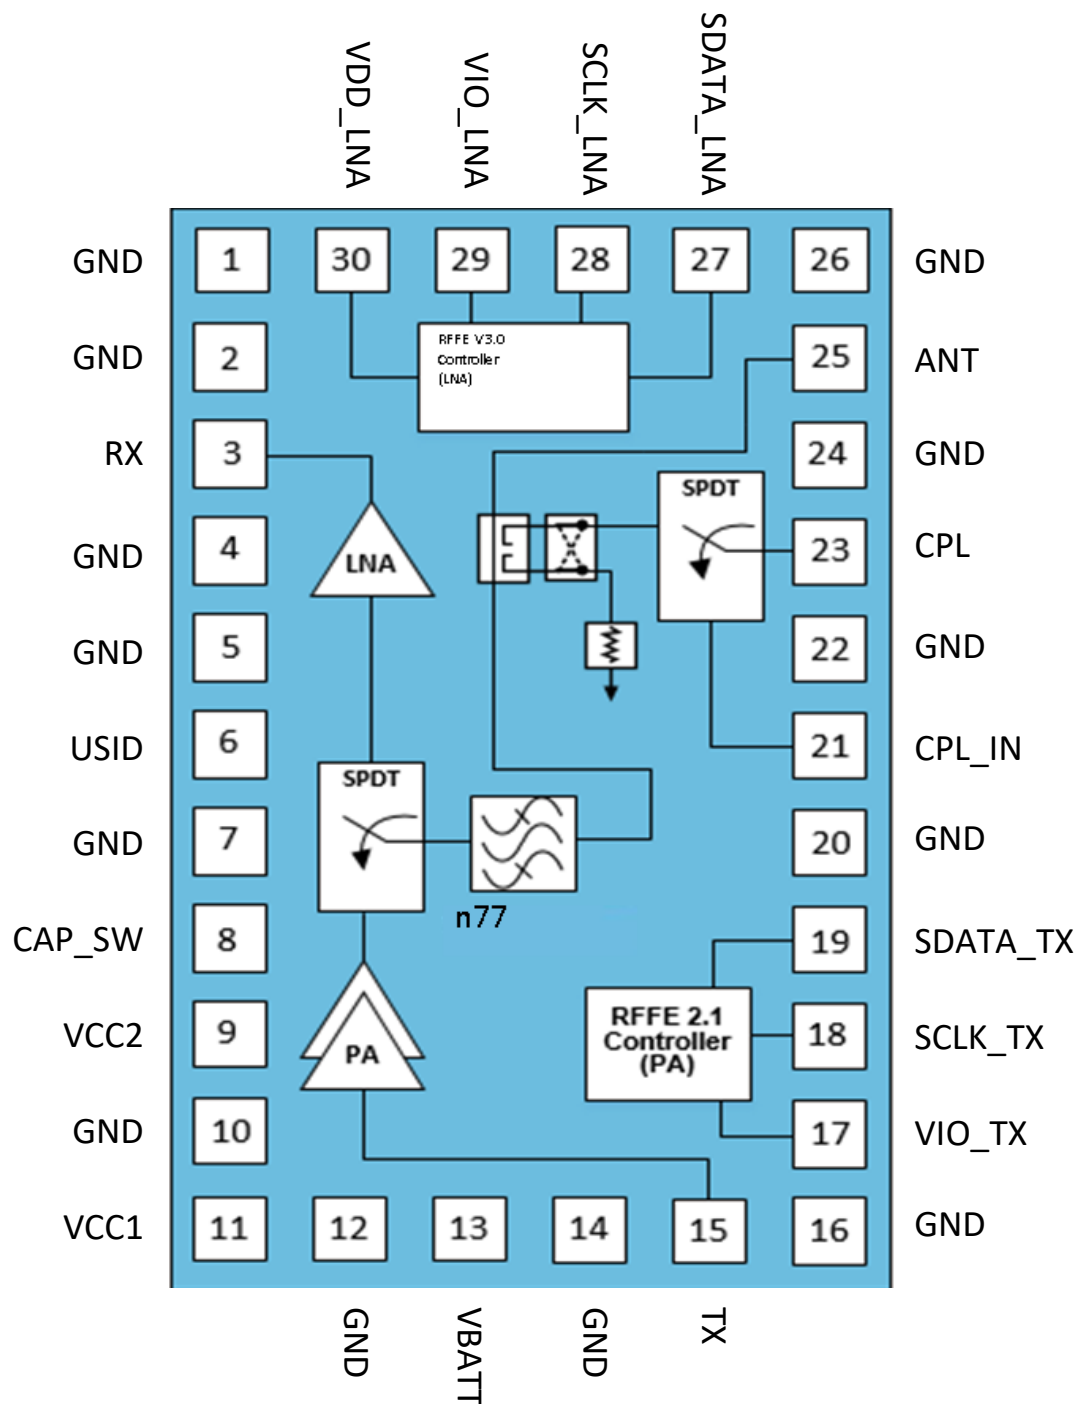 VDD_LNA
VIO_LNA
SCLK_LNA
SDATA_LNA
GND 1 30 29 28 27 26 GND
RFFE V3.0
Controller
(LNA)
GND 2 25 ANT
RX 3 24 GND
SPDT
GND 4 LNA 23 CPL
GND 5 22 GND
USID 6 21 CPL_IN
SPDT
GND 7 20 GND
n77
CAP_SW 8 19 SDATA_TX
VCC2 9 18 SCLK_TX
PA
RFFE 2.1
Controller
(PA)
GND 10 17 VIO_TX
VCC1 11 12 13 14 15 16 GND
GND
VBATT
GND
TX